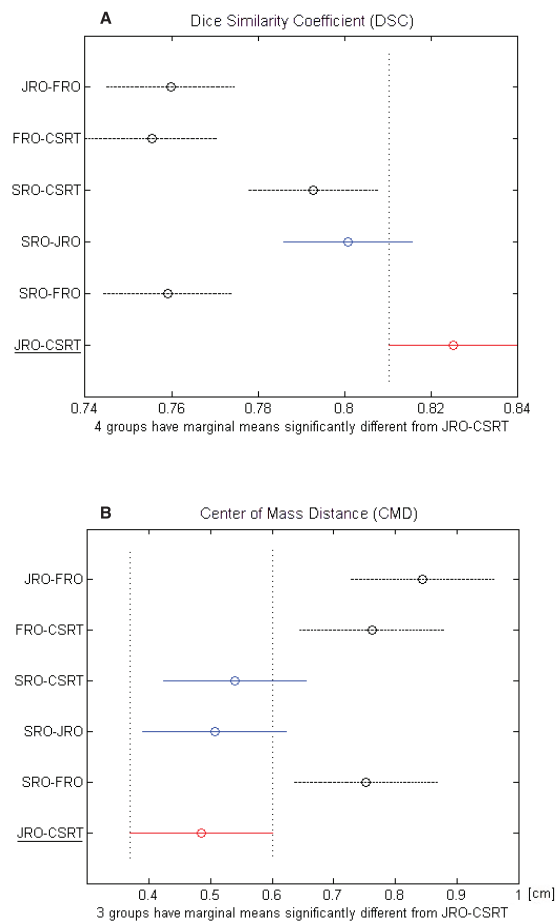 A
Dice Similarity Coefficient (DSC)
JRO-FRO
FRO-CSRT
SRO-CSRT
SRO-JRO
SRO-FRO
JRO-CSRT
0.74 0.76 0.78 0.8 0.82 0.84
4 groups have marginal means significantly different from JRO-CSRT
B
Center of Mass Distance (CMD)
JRO-FRO
FRO-CSRT
SRO-CSRT
SRO-JRO
SRO-FRO
JRO-CSRT
0.4 0.5 0.6 0.7 0.8 0.9 1 [cm]
3 groups have marginal means significantly different from JRO-CSRT